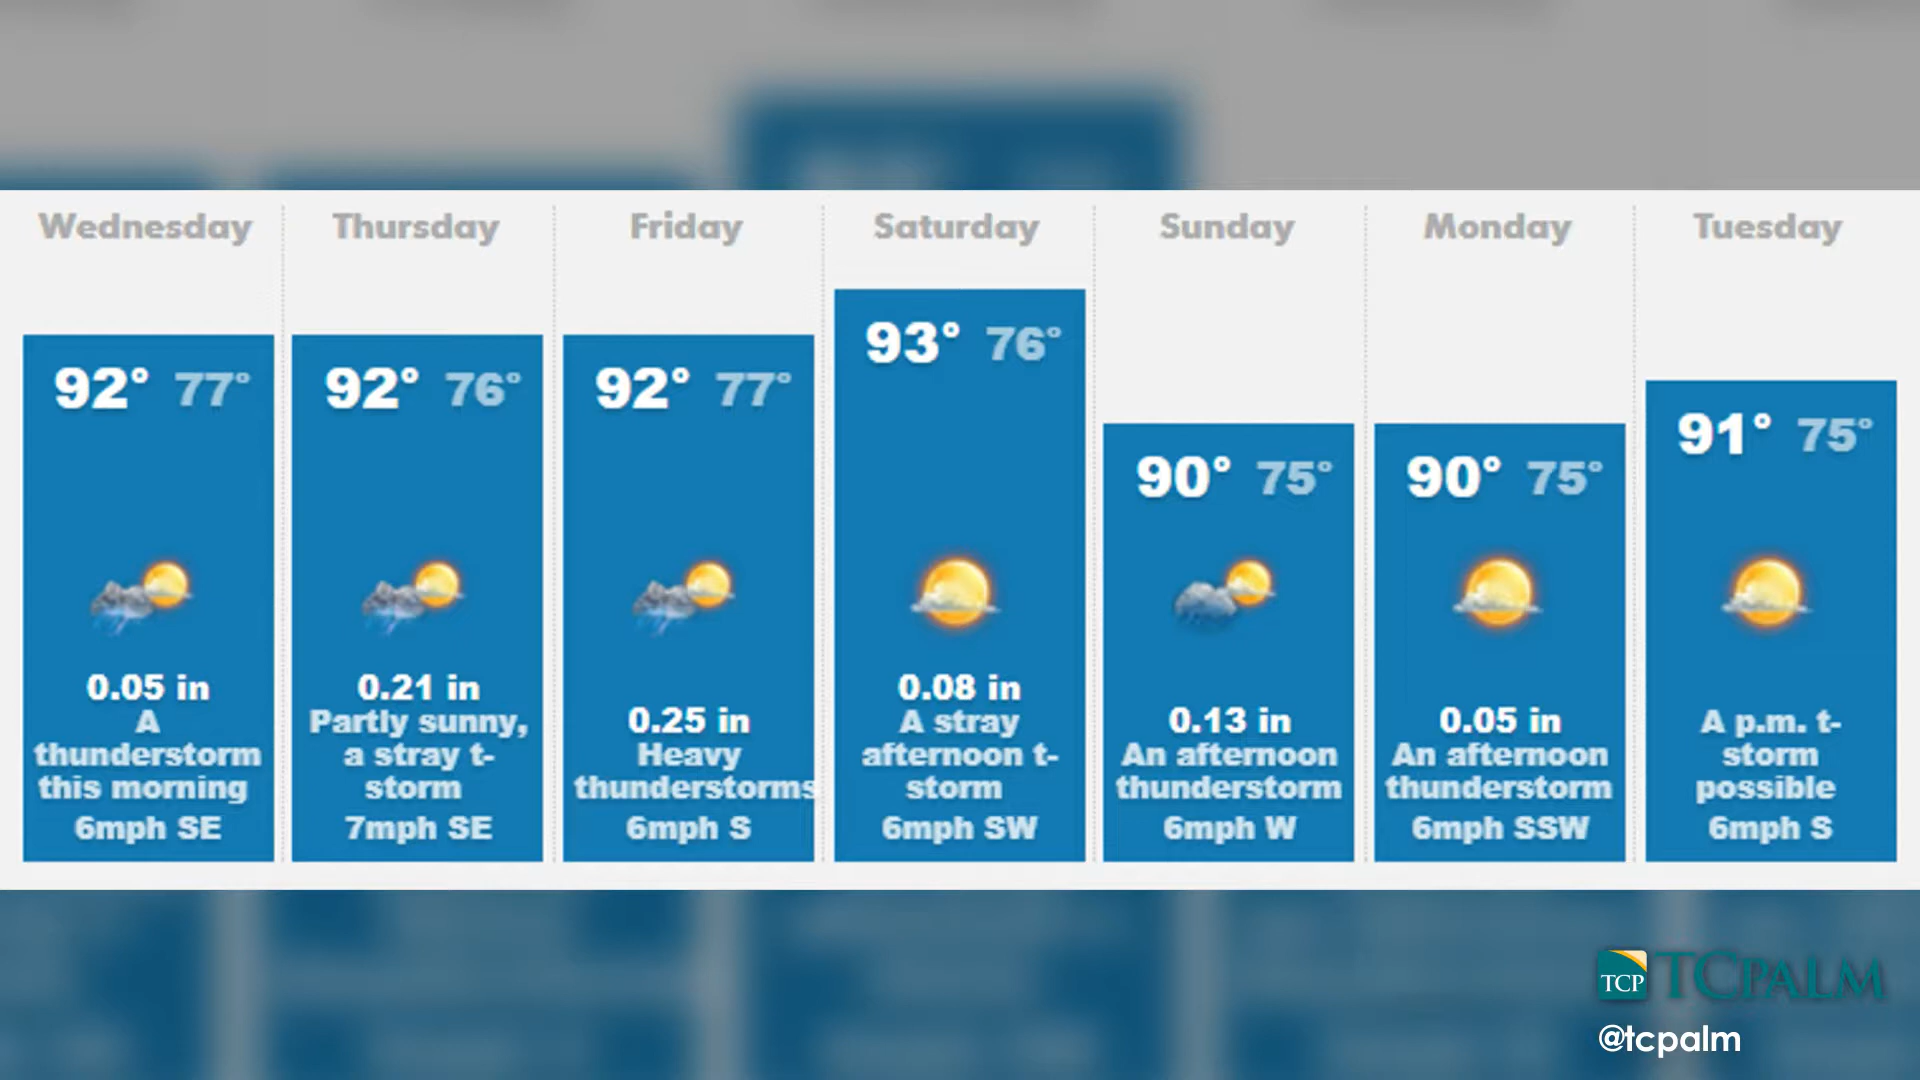 Wednesday
92° 77°
0.05 in
A
thunderstorm
this morning
6mph SE
Thursday
92° 76°
0.21 in
Partly sunny,
a stray t-
storm
7mph SE
Friday
92° 77°
0.25 in
Heavy
thunderstorms
6mph S
Saturday
93° 76°
0.08 in
A stray
afternoon t-
storm
6mph SW
Sunday
90° 75°
0.13 in
An afternoon
thunderstorm
6mph W
Monday
90° 75°
0.05 in
An afternoon
thunderstorm
6mph SSW
Tuesday
91° 75°
A p.m. t-
storm
possible
6mph S
TCP TCPALM
@tcpalm